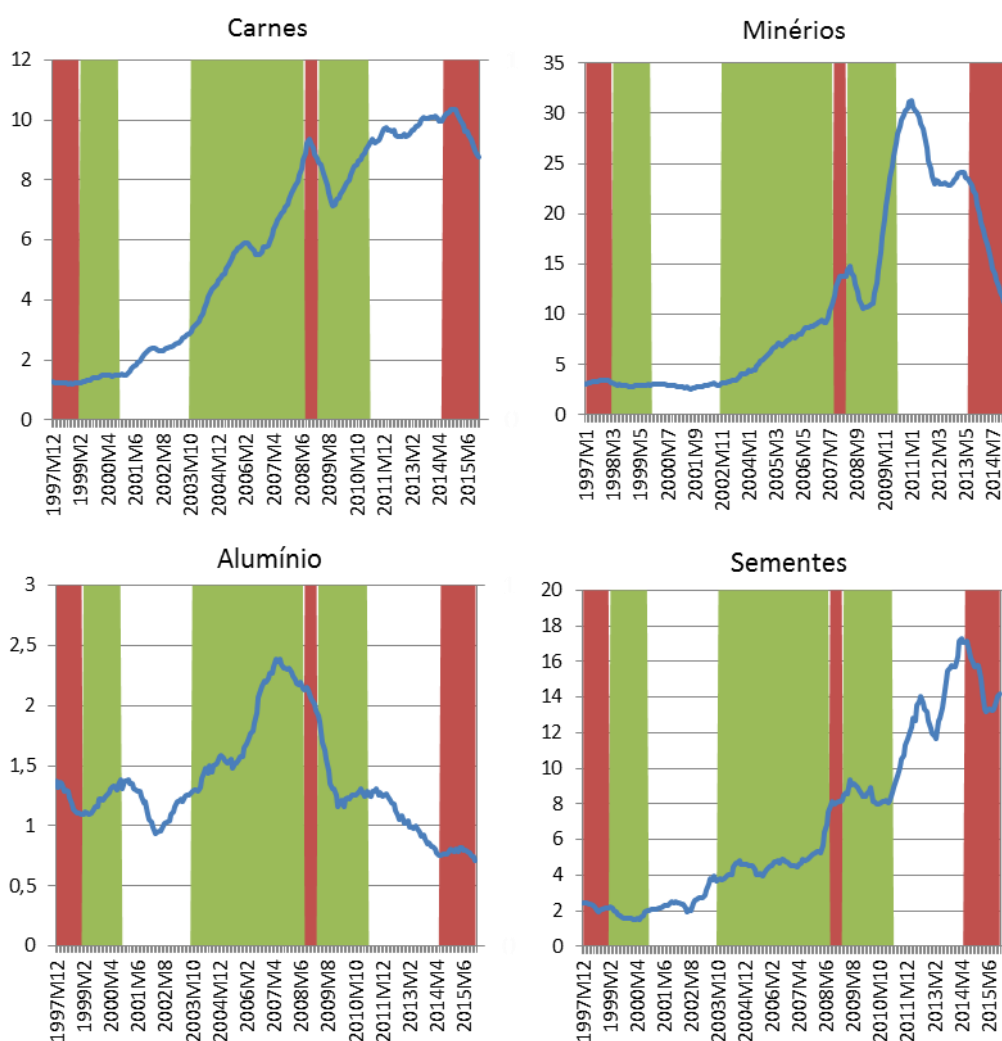 Carnes
12
10
8
6
4
2
0
1997M12
1999M2
2000M4
2001M6
2002M8
2003M10
2004M12
2006M2
2007M4
2008M6
2009M8
2010M10
2011M12
2013M2
2014M4
2015M6
Minérios
35
30
25
20
15
10
5
0
1997M1
1998M3
1999M5
2000M7
2001M9
2002M11
2004M1
2005M3
2006M5
2007M7
2008M9
2009M11
2011M1
2012M3
2013M5
2014M7
Alumínio
3
2,5
2
1,5
1
0,5
0
1997M12
1999M2
2000M4
2001M6
2002M8
2003M10
2004M12
2006M2
2007M4
2008M6
2009M8
2010M10
2011M12
2013M2
2014M4
2015M6
Sementes
20
18
16
14
12
10
8
6
4
2
0
1997M12
1999M2
2000M4
2001M6
2002M8
2003M10
2004M12
2006M2
2007M4
2008M6
2009M8
2010M10
2011M12
2013M2
2014M4
2015M6